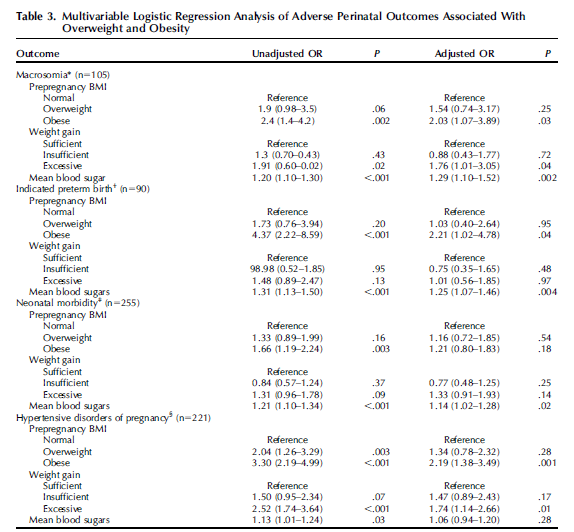 Table 3. Multivariable Logistic Regression Analysis of Adverse Perinatal Outcomes Associated With
Overweight and Obesity
Outcome Unadjusted OR P Adjusted OR P
Macrosomia* (n=105)
Prepregnancy BMI
Normal Reference Reference
Overweight 1.9 (0.98–3.5) .06 1.54 (0.74–3.17) .25
Obese 2.4 (1.4–4.2) .002 2.03 (1.07–3.89) .03
Weight gain
Sufficient Reference Reference
Insufficient 1.3 (0.70–0.43) .43 0.88 (0.43–1.77) .72
Excessive 1.91 (0.60–0.02) .02 1.76 (1.01–3.05) .04
Mean blood sugar 1.20 (1.10–1.30) <.001 1.29 (1.10–1.52) .002
Indicated preterm birth† (n=90)
Prepregnancy BMI
Normal Reference Reference
Overweight 1.73 (0.76–3.94) .20 1.03 (0.40–2.64) .95
Obese 4.37 (2.22–8.59) <.001 2.21 (1.02–4.78) .04
Weight gain
Sufficient Reference Reference
Insufficient 98.98 (0.52–1.85) .95 0.75 (0.35–1.65) .48
Excessive 1.48 (0.89–2.47) .13 1.01 (0.56–1.85) .97
Mean blood sugars 1.31 (1.13–1.50) <.001 1.25 (1.07–1.46) .004
Neonatal morbidity‡ (n=255)
Prepregnancy BMI
Normal Reference Reference
Overweight 1.33 (0.89–1.99) .16 1.16 (0.72–1.85) .54
Obese 1.66 (1.19–2.24) .003 1.21 (0.80–1.83) .18
Weight gain
Sufficient Reference Reference
Insufficient 0.84 (0.57–1.24) .37 0.77 (0.48–1.25) .25
Excessive 1.31 (0.96–1.78) .09 1.33 (0.91–1.93) .14
Mean blood sugars 1.21 (1.10–1.34) <.001 1.14 (1.02–1.28) .02
Hypertensive disorders of pregnancy§ (n=221)
Prepregnancy BMI
Normal Reference Reference
Overweight 2.04 (1.26–3.29) .003 1.34 (0.78–2.32) .28
Obese 3.30 (2.19–4.99) <.001 2.19 (1.38–3.49) .001
Weight gain
Sufficient Reference Reference
Insufficient 1.50 (0.95–2.34) .07 1.47 (0.89–2.43) .17
Excessive 2.52 (1.74–3.64) <.001 1.74 (1.14–2.66) .01
Mean blood sugars 1.13 (1.01–1.24) .03 1.06 (0.94–1.20) .28